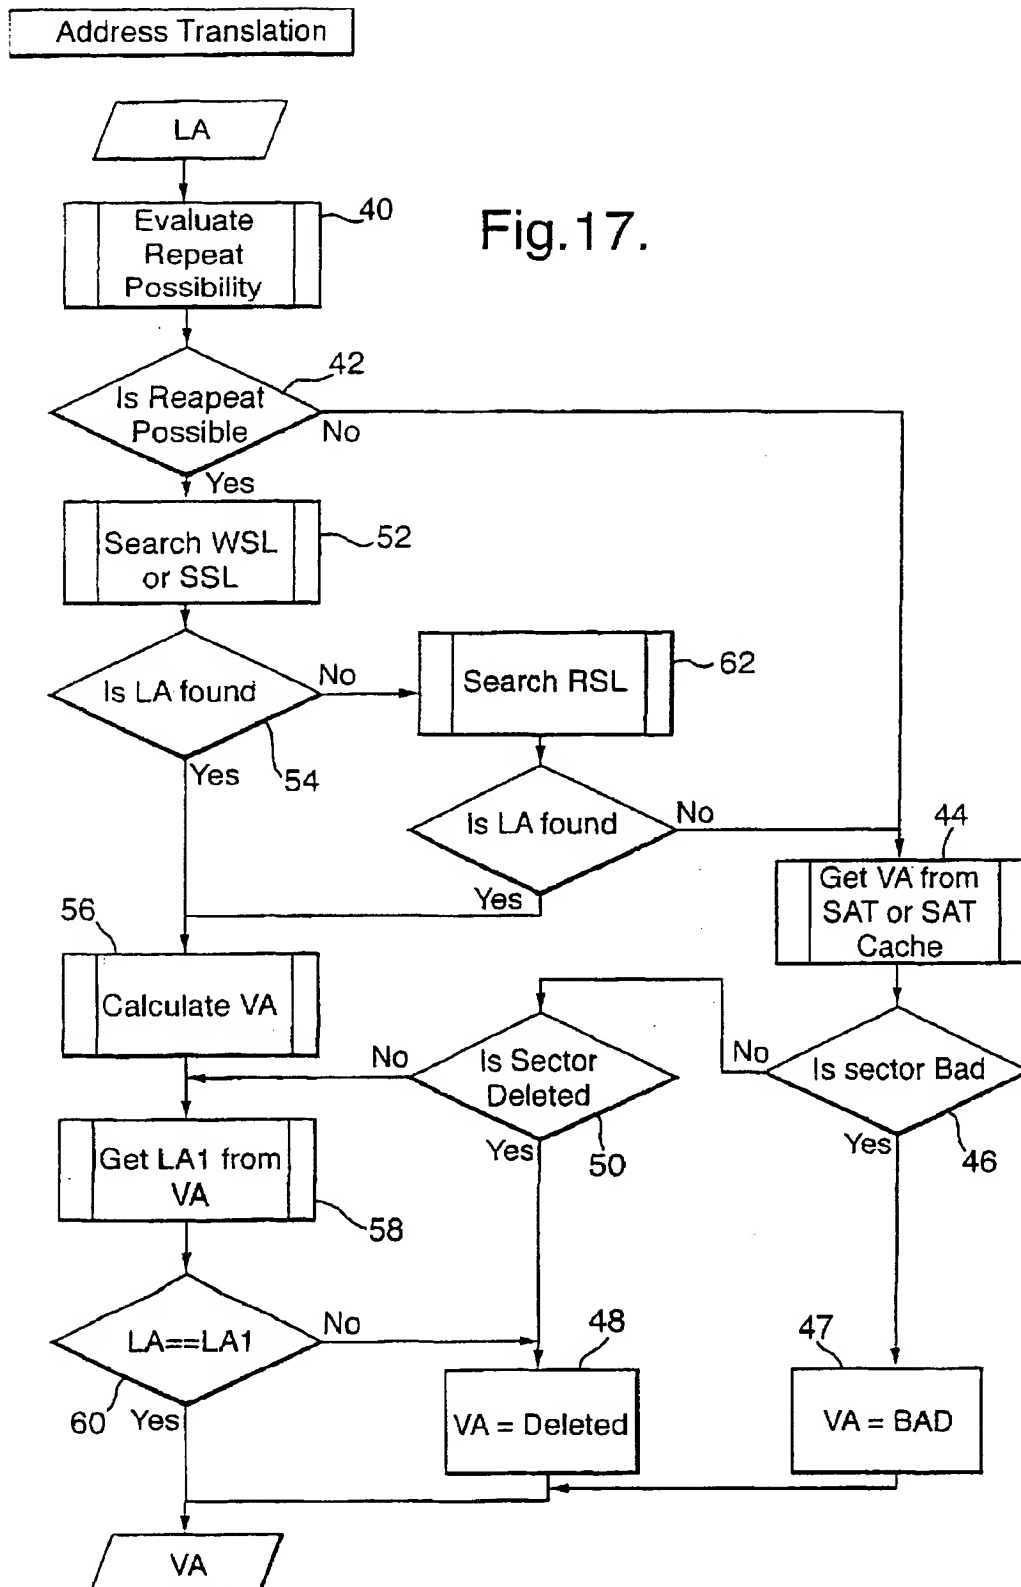 Address Translation
LA
Evaluate
Repeat
Possibility
40
Fig.17.
Is Reapeat
Possible
42
No
Yes
Search WSL
or SSL
52
Is LA found
No
54
Yes
Search RSL
62
Is LA found
No
Yes
44
Get VA from
SAT or SAT
Cache
56
Calculate VA
Is Sector
Deleted
No
Yes
50
Is sector Bad
No
Yes
46
Get LA1 from
VA
58
LA==LA1
No
60
Yes
48
VA = Deleted
47
VA = BAD
VA